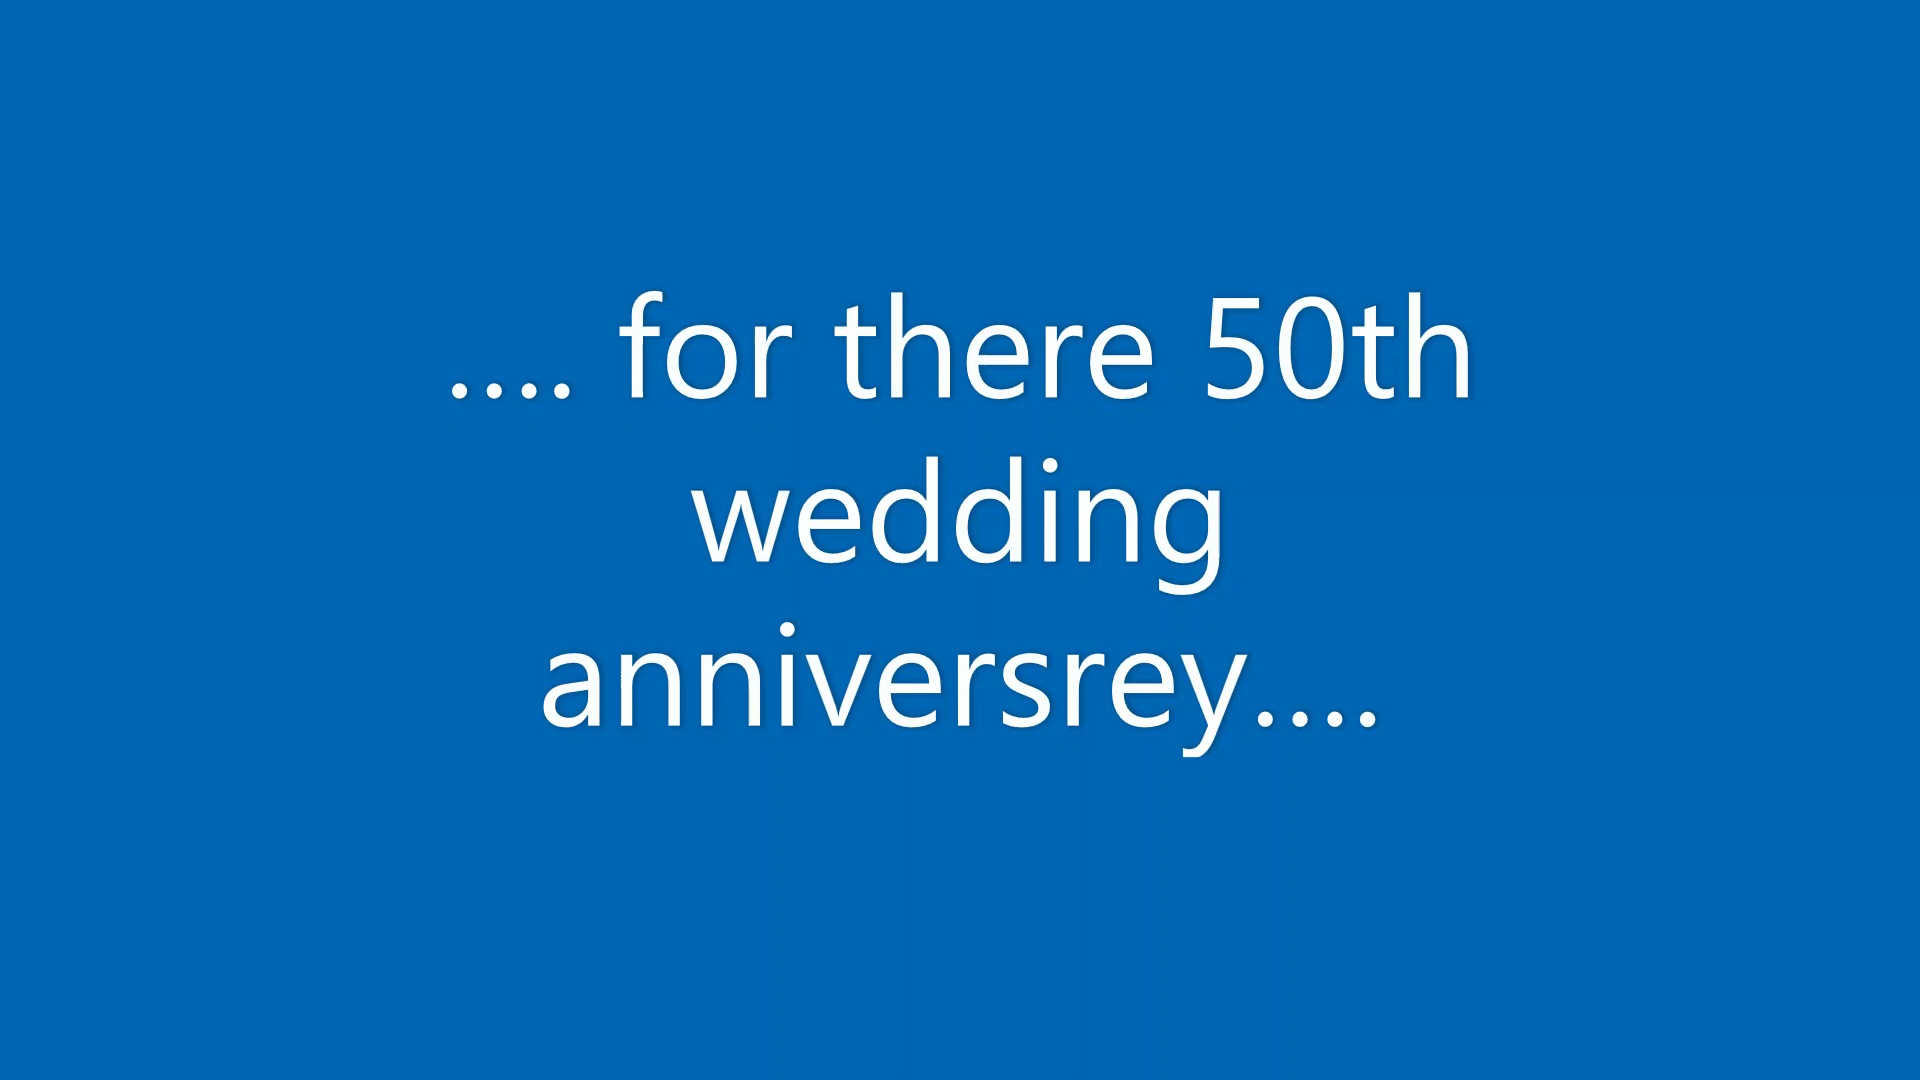 .... for there 50th
wedding
anniversrey....